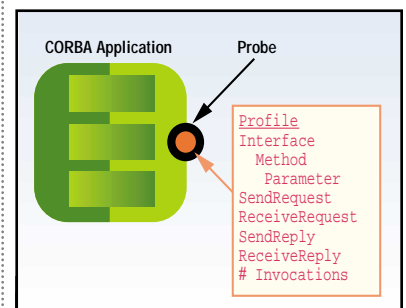 CORBA Application
Probe
Profile
Interface
Method
Parameter
SendRequest
ReceiveRequest
SendReply
ReceiveReply
# Invocations